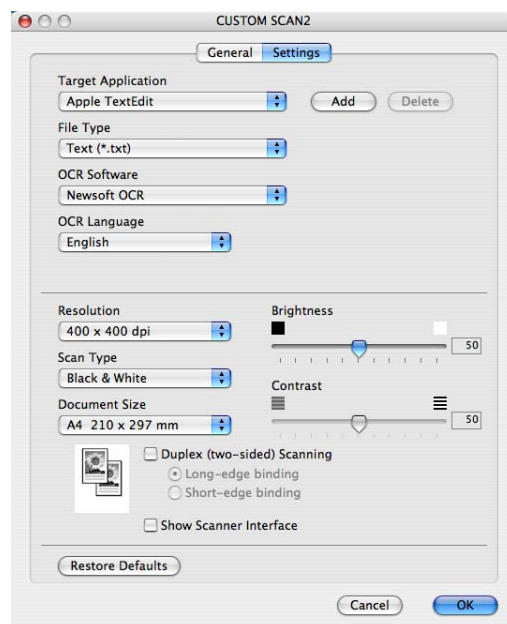 CUSTOM SCAN2
General Settings
Target Application
Apple TextEdit Add Delete
File Type
Text (*.txt)
OCR Software
Newsoft OCR
OCR Language
English
Resolution Brightness
400 x 400 dpi 50
Scan Type
Black & White Contrast
Document Size
A4 210 x 297 mm 50
Duplex (two-sided) Scanning
Long-edge binding
Short-edge binding
Show Scanner Interface
Restore Defaults
Cancel OK